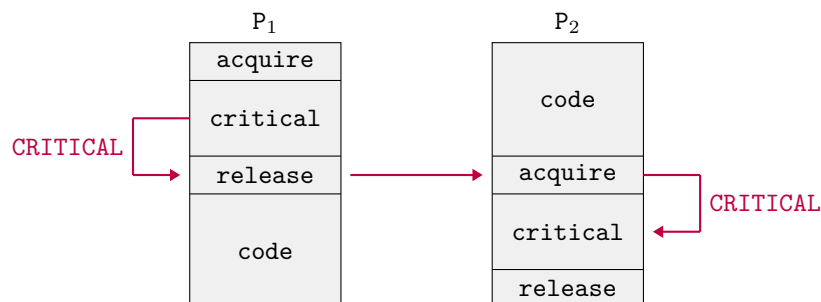 P₁
acquire
critical
CRITICAL
release
code
P₂
code
acquire
CRITICAL
critical
release